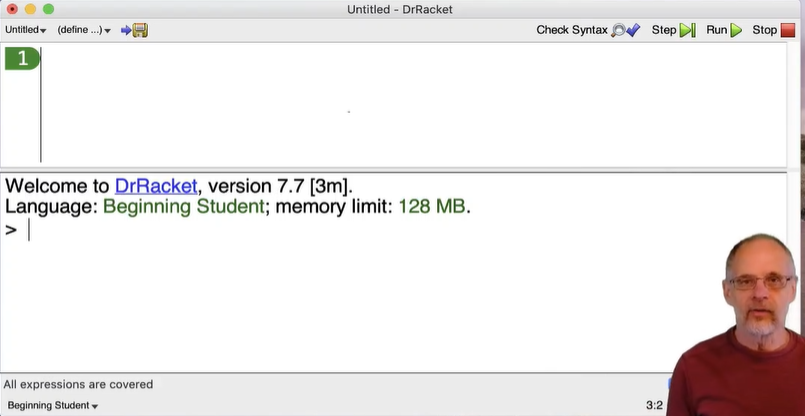 Untitled - DrRacket
Untitled (define ...) Check Syntax Step Run Stop
1
Welcome to DrRacket, version 7.7 [3m].
Language: Beginning Student; memory limit: 128 MB.
>
All expressions are covered
Beginning Student 3:2